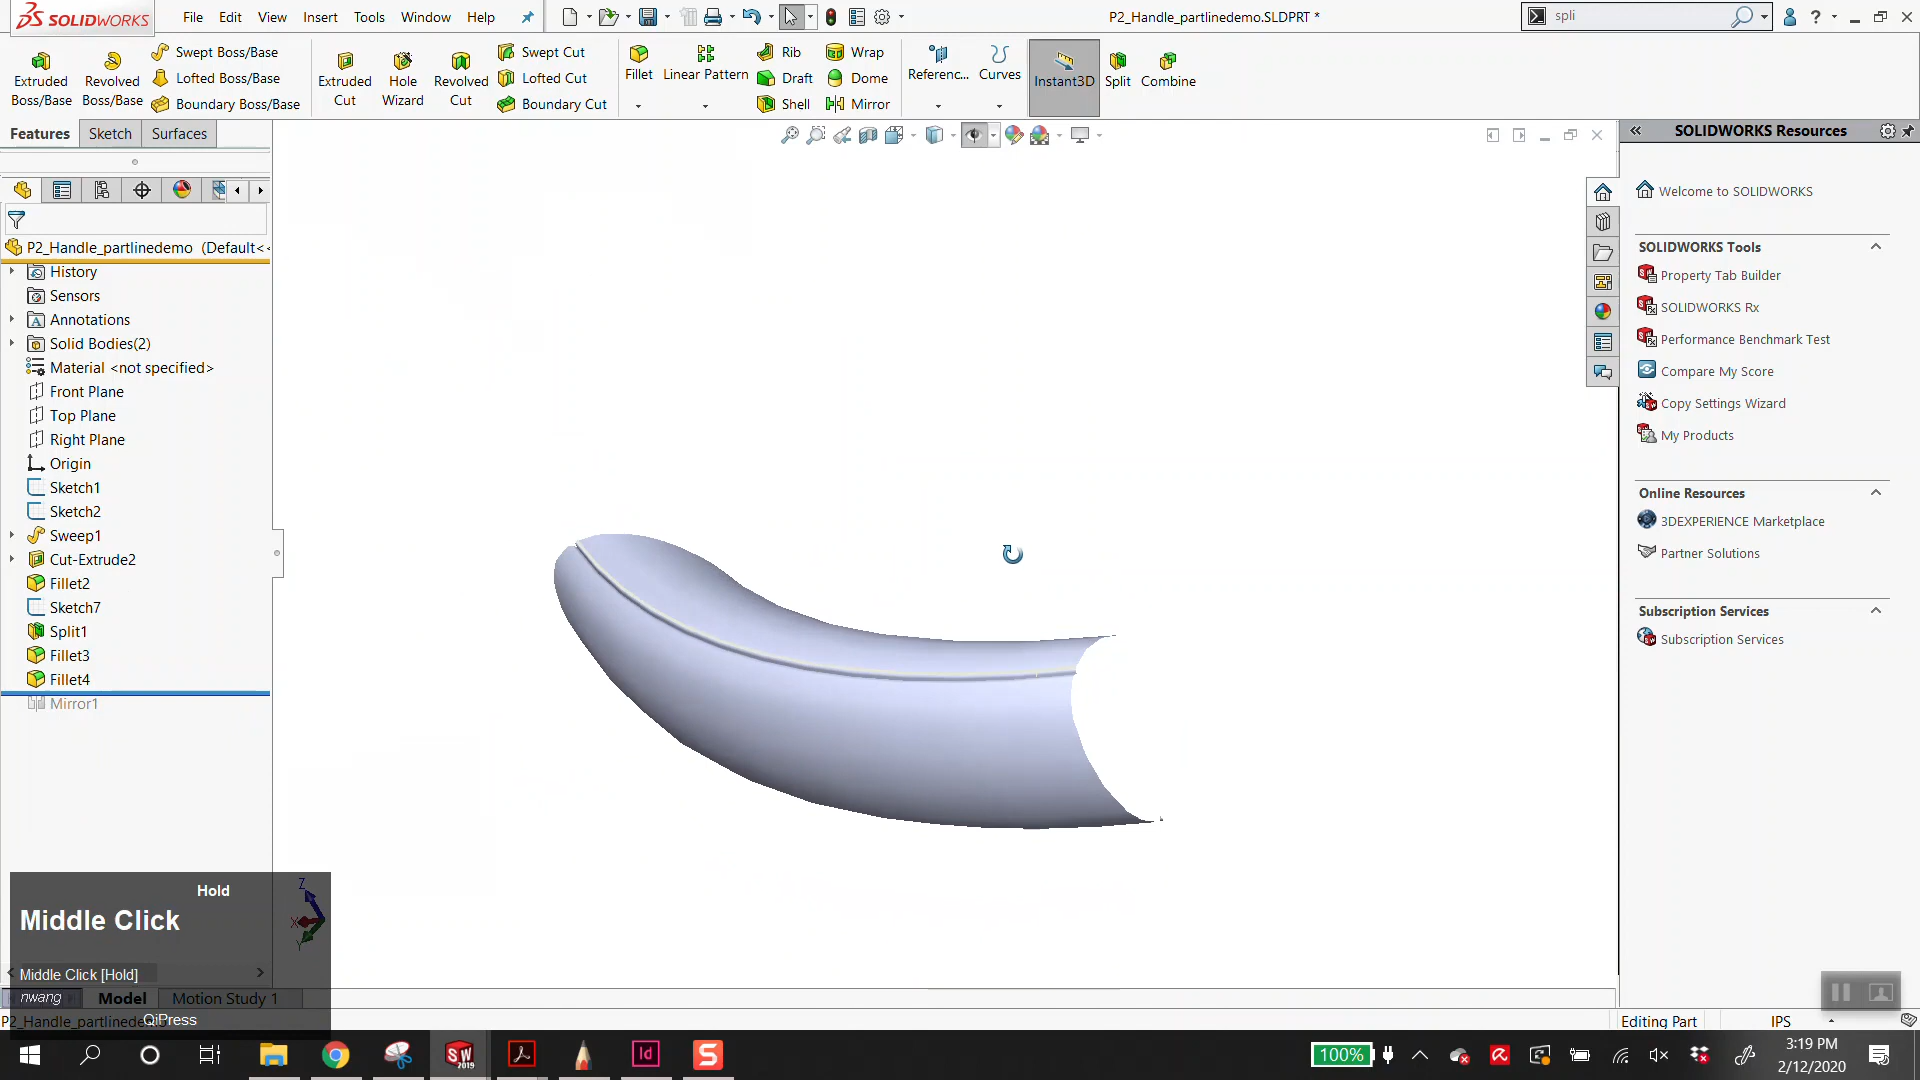 SOLIDWORKS
File Edit View Insert Tools Window Help
P2_Handle_partlinedemo.SLDPRT *
spli
Extruded Boss/Base
Revolved Boss/Base
Swept Boss/Base
Lofted Boss/Base
Boundary Boss/Base
Extruded Cut
Hole Wizard
Revolved Cut
Swept Cut
Lofted Cut
Boundary Cut
Fillet
Linear Pattern
Rib
Draft
Shell
Wrap
Dome
Mirror
Referenc...
Curves
Instant3D
Split
Combine
Features Sketch Surfaces
P2_Handle_partlinedemo (Default<<
History
Sensors
Annotations
Solid Bodies(2)
Material <not specified>
Front Plane
Top Plane
Right Plane
Origin
Sketch1
Sketch2
Sweep1
Cut-Extrude2
Fillet2
Sketch7
Split1
Fillet3
Fillet4
Mirror1
SOLIDWORKS Resources
Welcome to SOLIDWORKS
SOLIDWORKS Tools
Property Tab Builder
SOLIDWORKS Rx
Performance Benchmark Test
Compare My Score
Copy Settings Wizard
My Products
Online Resources
3DEXPERIENCE Marketplace
Partner Solutions
Subscription Services
Subscription Services
Hold
Middle Click
Middle Click [Hold]
nwang
QiPress
Z
X
Y
Model Motion Study 1
Editing Part IPS
100%
3:19 PM
2/12/2020
SW
2019
Id
S